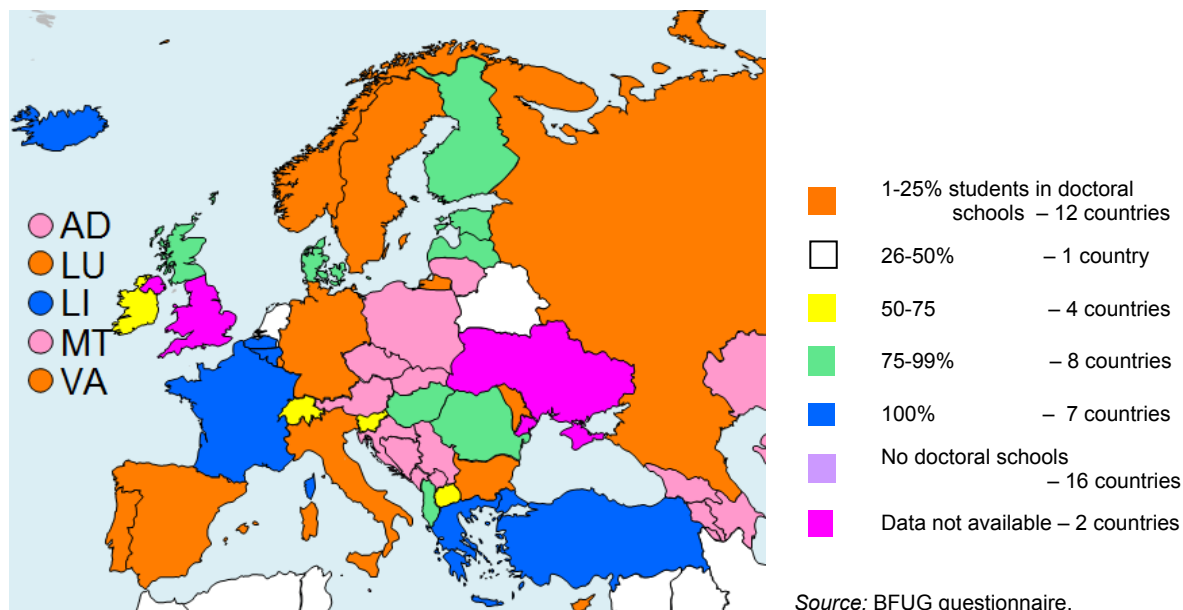 AD
LU
LI
MT
VA
1-25% students in doctoral
schools – 12 countries
26-50% – 1 country
50-75 – 4 countries
75-99% – 8 countries
100% – 7 countries
No doctoral schools
– 16 countries
Data not available – 2 countries
Source: BFUG questionnaire.